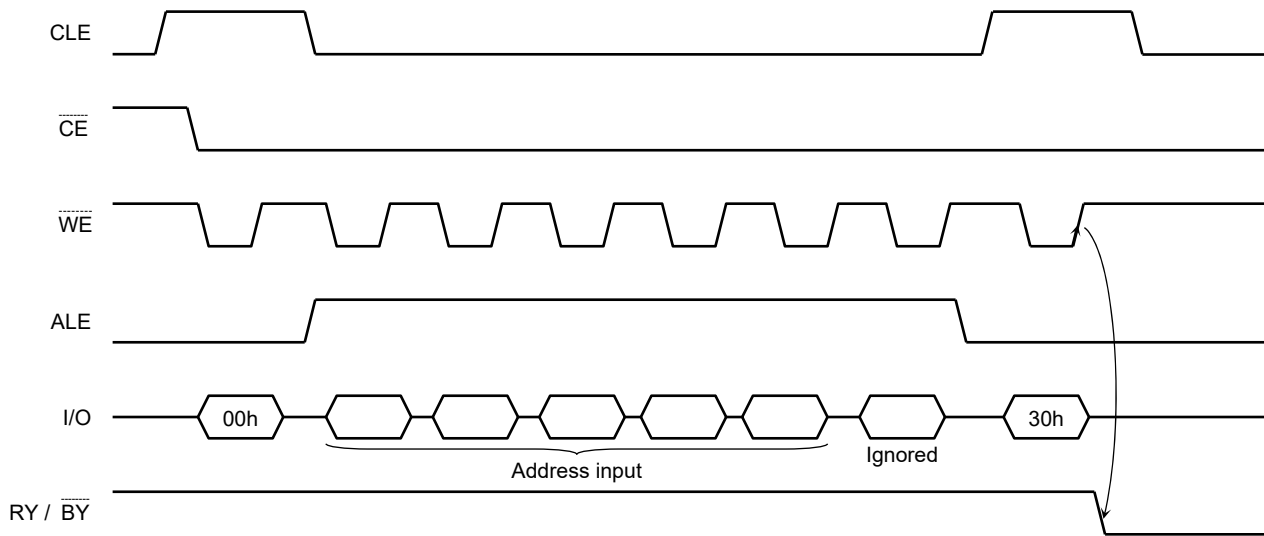 CLE
CE
WE
ALE
I/O 00h 30h
Ignored
Address input
RY / BY